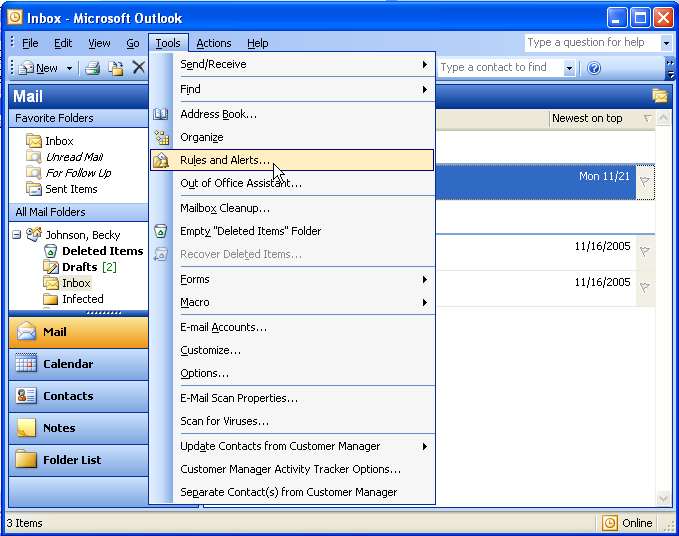 Inbox - Microsoft Outlook
File Edit View Go Tools Actions Help Type a question for help
New Type a contact to find
Mail
Favorite Folders
Inbox
Unread Mail
For Follow Up
Sent Items
All Mail Folders
Johnson, Becky
Deleted Items
Drafts [2]
Inbox
Infected
Mail
Calendar
Contacts
Notes
Folder List
Send/Receive
Find
Address Book...
Organize
Rules and Alerts...
Out of Office Assistant...
Mailbox Cleanup...
Empty "Deleted Items" Folder
Recover Deleted Items...
Forms
Macro
E-mail Accounts...
Customize...
Options...
E-Mail Scan Properties...
Scan for Viruses...
Update Contacts from Customer Manager
Customer Manager Activity Tracker Options...
Separate Contact(s) from Customer Manager
Newest on top
Mon 11/21
11/16/2005
11/16/2005
3 Items Online